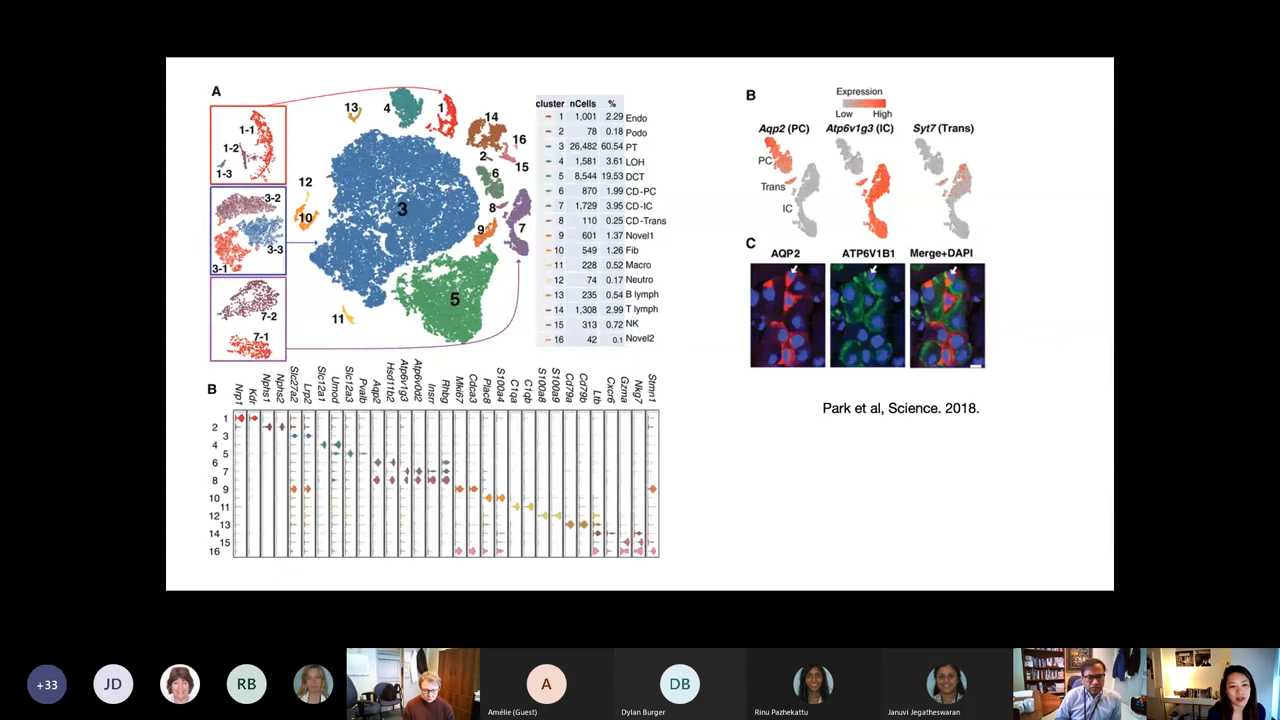 A
13
4
1
14
16
2
15
6
12
8
3
10
7
9
5
11
1-1
1-2
1-3
3-2
3-3
3-1
7-2
7-1
cluster nCells %
1 1,001 2.29 Endo
2 78 0.18 Podo
3 26,482 60.54 PT
4 1,581 3.61 LOH
5 8,544 19.53 DCT
6 870 1.99 CD-PC
7 1,729 3.95 CD-IC
8 110 0.25 CD-Trans
9 601 1.37 Novel1
10 549 1.26 Fib
11 228 0.52 Macro
12 74 0.17 Neutro
13 235 0.54 B lymph
14 1,308 2.99 T lymph
15 313 0.72 NK
16 42 0.1 Novel2
B
Nrp1 Kdr Nphs1 Nphs2 Slc27a2 Lrp2 Slc12a1 Umod Slc12a3 Pvalb Aqp2 Hsd11b2 Atp6v1g3 Atp6v0d2 Insrr Rhbg Mki67 Cdca3 Plac8 S100a4 C1qa C1qb S100a8 S100a9 Cd79a Cd79b Ltb Cxcr6 Gzma Nkg7 Stmn1
1
2
3
4
5
6
7
8
9
10
11
12
13
14
15
16
B
Expression
Low High
Aqp2 (PC) Atp6v1g3 (IC) Syt7 (Trans)
PC
Trans
IC
C
AQP2 ATP6V1B1 Merge+DAPI
Park et al, Science. 2018.
+33
JD
RB
A
DB
Amélie (Guest)
Dylan Burger
Rinu Pazhekattu
Januvi Jegatheswaran